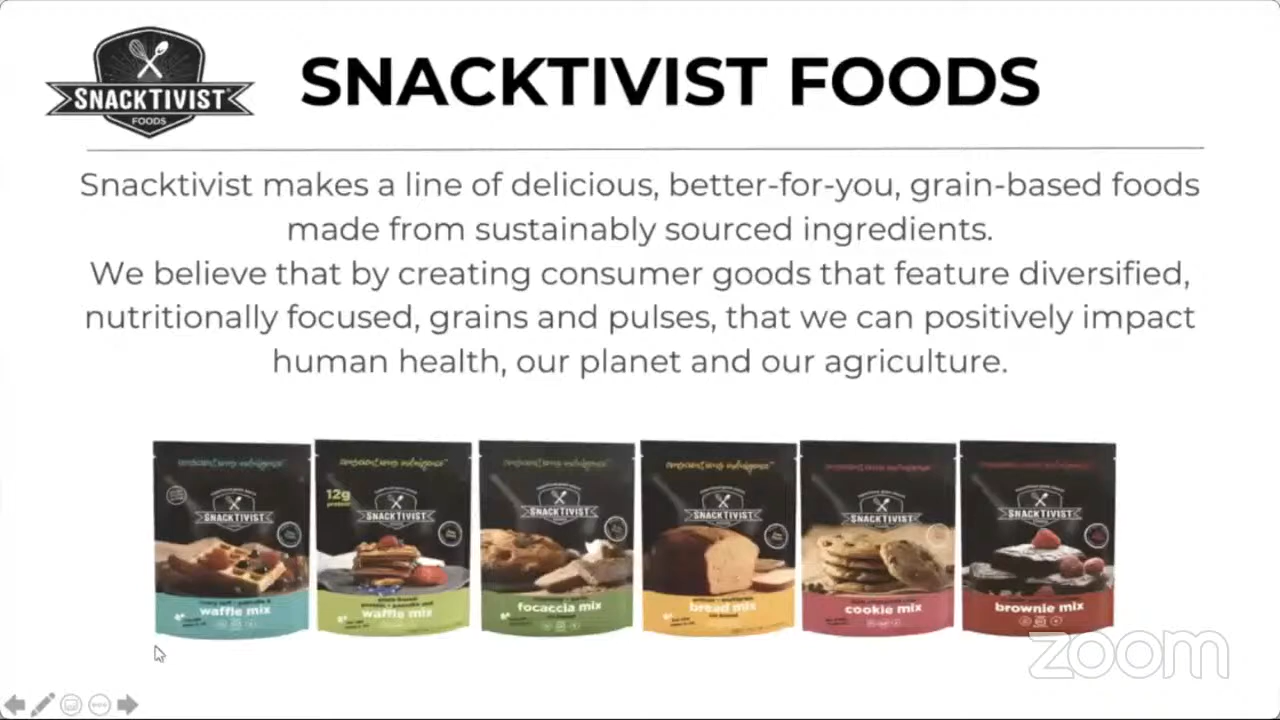 SNACKTIVIST
FOODS
SNACKTIVIST FOODS
Snacktivist makes a line of delicious, better-for-you, grain-based foods
made from sustainably sourced ingredients.
We believe that by creating consumer goods that feature diversified,
nutritionally focused, grains and pulses, that we can positively impact
human health, our planet and our agriculture.
SNACKTIVIST
waffle mix
12g
protein
SNACKTIVIST
waffle mix
SNACKTIVIST
focaccia mix
SNACKTIVIST
bread mix
SNACKTIVIST
cookie mix
SNACKTIVIST
brownie mix
zoom